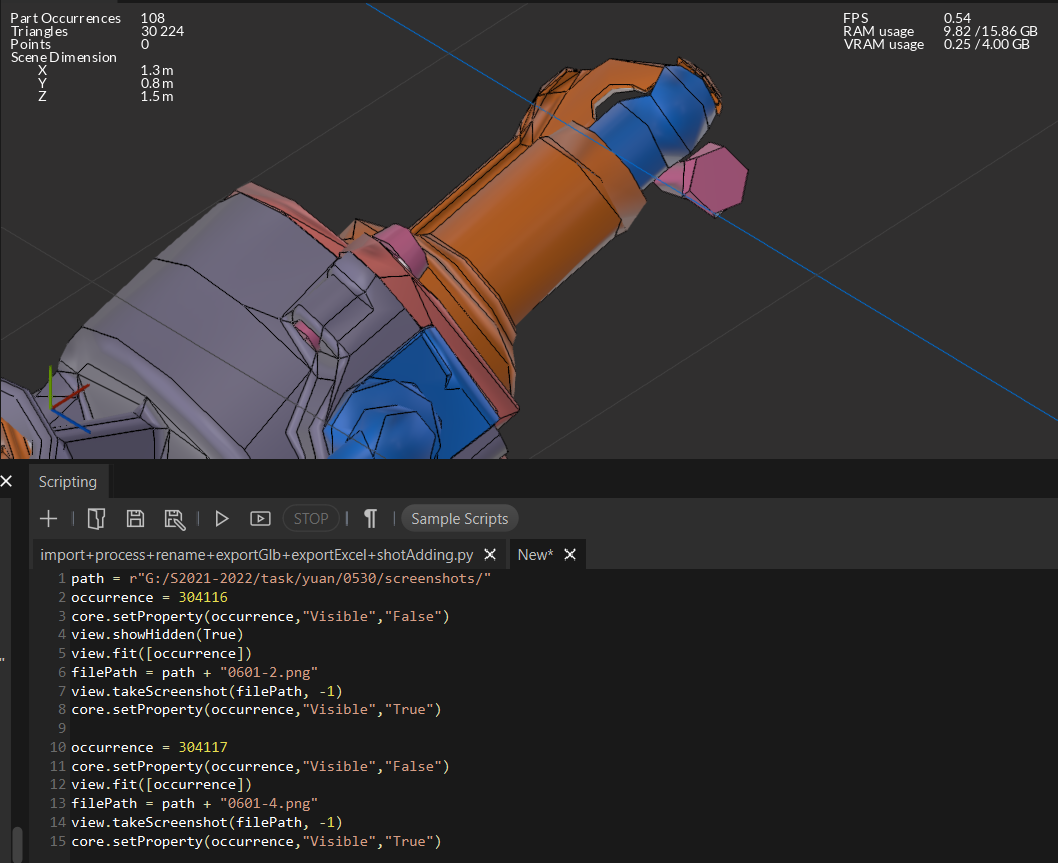 Part Occurrences 108
Triangles 30 224
Points 0
Scene Dimension
X 1.3 m
Y 0.8 m
Z 1.5 m
FPS 0.54
RAM usage 9.82 /15.86 GB
VRAM usage 0.25 / 4.00 GB
Scripting
STOP Sample Scripts
import+process+rename+exportGlb+exportExcel+shotAdding.py New*
1 path = r"G:/S2021-2022/task/yuan/0530/screenshots/"
2 occurrence = 304116
3 core.setProperty(occurrence,"Visible","False")
4 view.showHidden(True)
5 view.fit([occurrence])
6 filePath = path + "0601-2.png"
7 view.takeScreenshot(filePath, -1)
8 core.setProperty(occurrence,"Visible","True")
9
10 occurrence = 304117
11 core.setProperty(occurrence,"Visible","False")
12 view.fit([occurrence])
13 filePath = path + "0601-4.png"
14 view.takeScreenshot(filePath, -1)
15 core.setProperty(occurrence,"Visible","True")